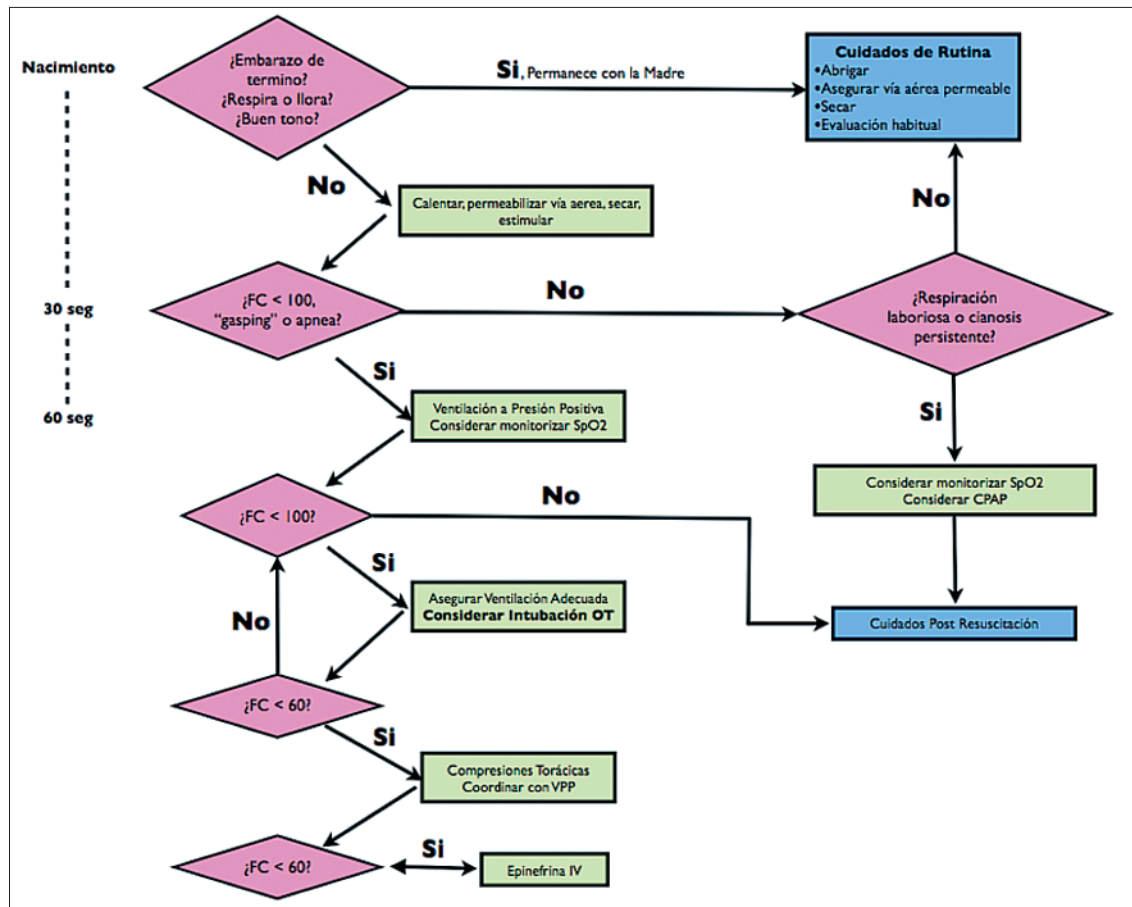 Nacimiento
¿Embarazo de
termino?
¿Respira o llora?
¿Buen tono?
Si, Permanece con la Madre
Cuidados de Rutina
•Abrigar
•Asegurar vía aérea permeable
•Secar
•Evaluación habitual
No
Calentar, permeabilizar vía aerea, secar,
estimular
No
30 seg
¿FC < 100,
“gasping” o apnea?
No
¿Respiración
laboriosa o cianosis
persistente?
Si
60 seg
Ventilación a Presión Positiva
Considerar monitorizar SpO2
Si
Considerar monitorizar SpO2
Considerar CPAP
¿FC < 100?
No
Si
Asegurar Ventilación Adecuada
Considerar Intubación OT
No
Cuidados Post Resuscitación
¿FC < 60?
Si
Compresiones Torácicas
Coordinar con VPP
¿FC < 60?
Si
Epinefrina IV